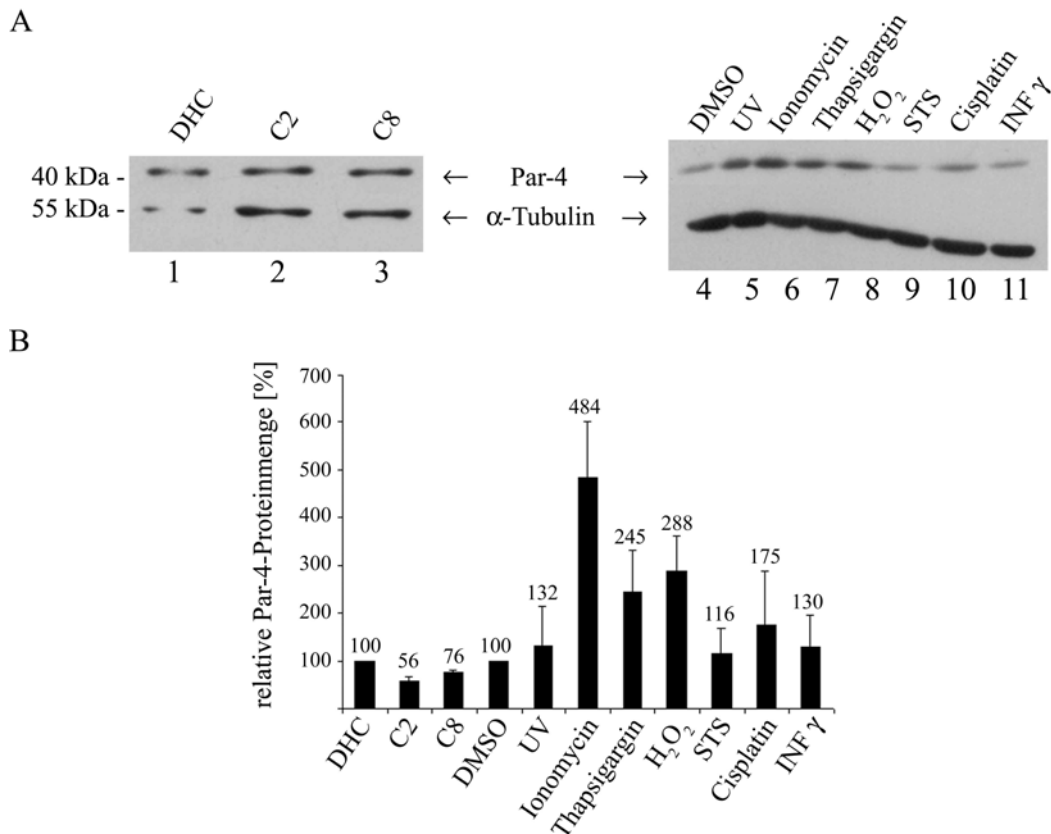 A
DHC C2 C8
DMSO UV Ionomycin Thapsigargin H₂O₂ STS Cisplatin INF γ
40 kDa - ← Par-4 →
55 kDa - ← α-Tubulin →
1 2 3 4 5 6 7 8 9 10 11
B
relative Par-4-Proteinmenge [%]
700
600
500
400
300
200
100
100 56 76 100 132 484 245 288 116 175 130
DHC C2 C8 DMSO UV Ionomycin Thapsigargin H₂O₂ STS Cisplatin INF γ